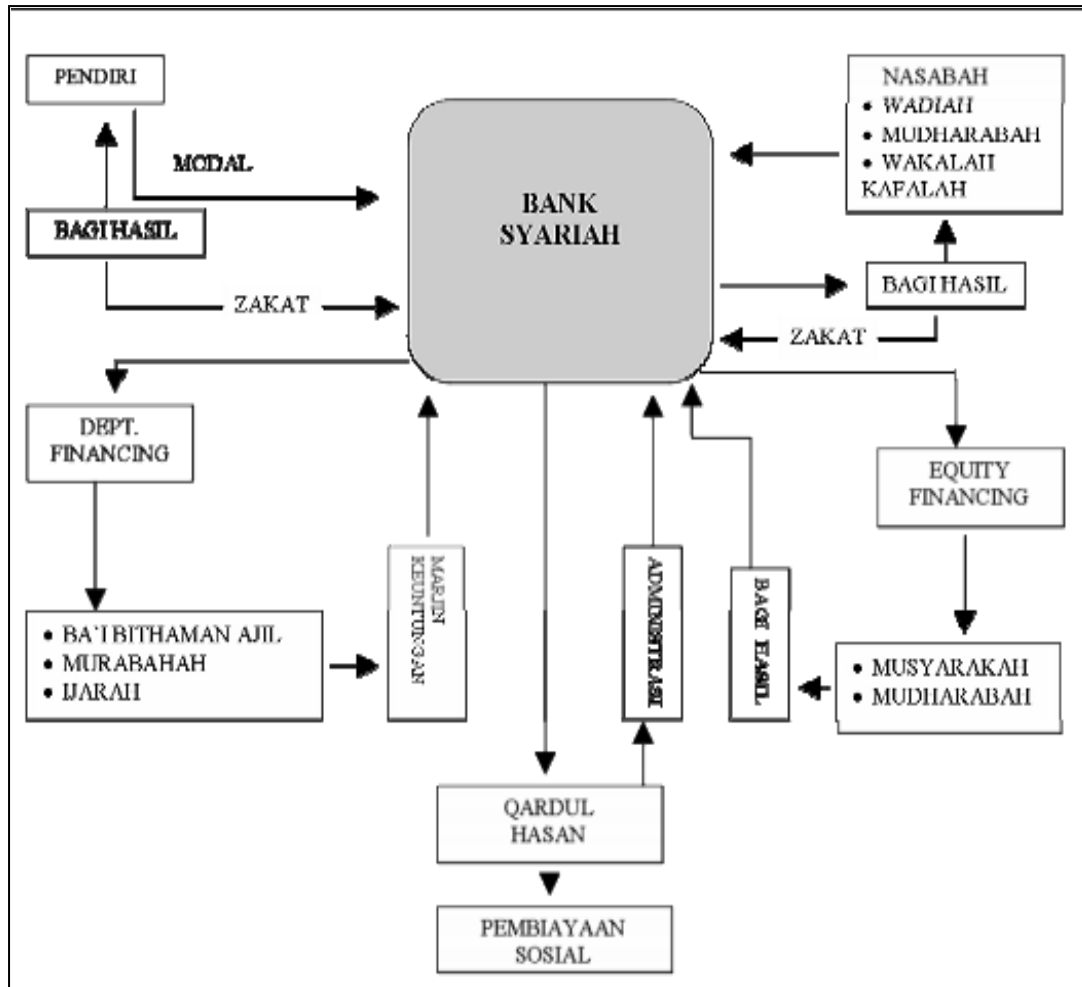 PENDIRI
MODAL
BAGI HASIL
ZAKAT
BANK
SYARIAH
NASABAH
• WADIAH
• MUDHARABAH
• WAKALAH
KAFALAH
BAGI HASIL
ZAKAT
DEPT.
FINANCING
EQUITY
FINANCING
MARJIN
KEUNTUNGAN
ADMINISTRASI
BAGI HASIL
• BA'I BITHAMAN AJIL
• MURABAHAH
• IJARAH
• MUSYARAKAH
• MUDHARABAH
QARDUL
HASAN
PEMBIAYAAN
SOSIAL